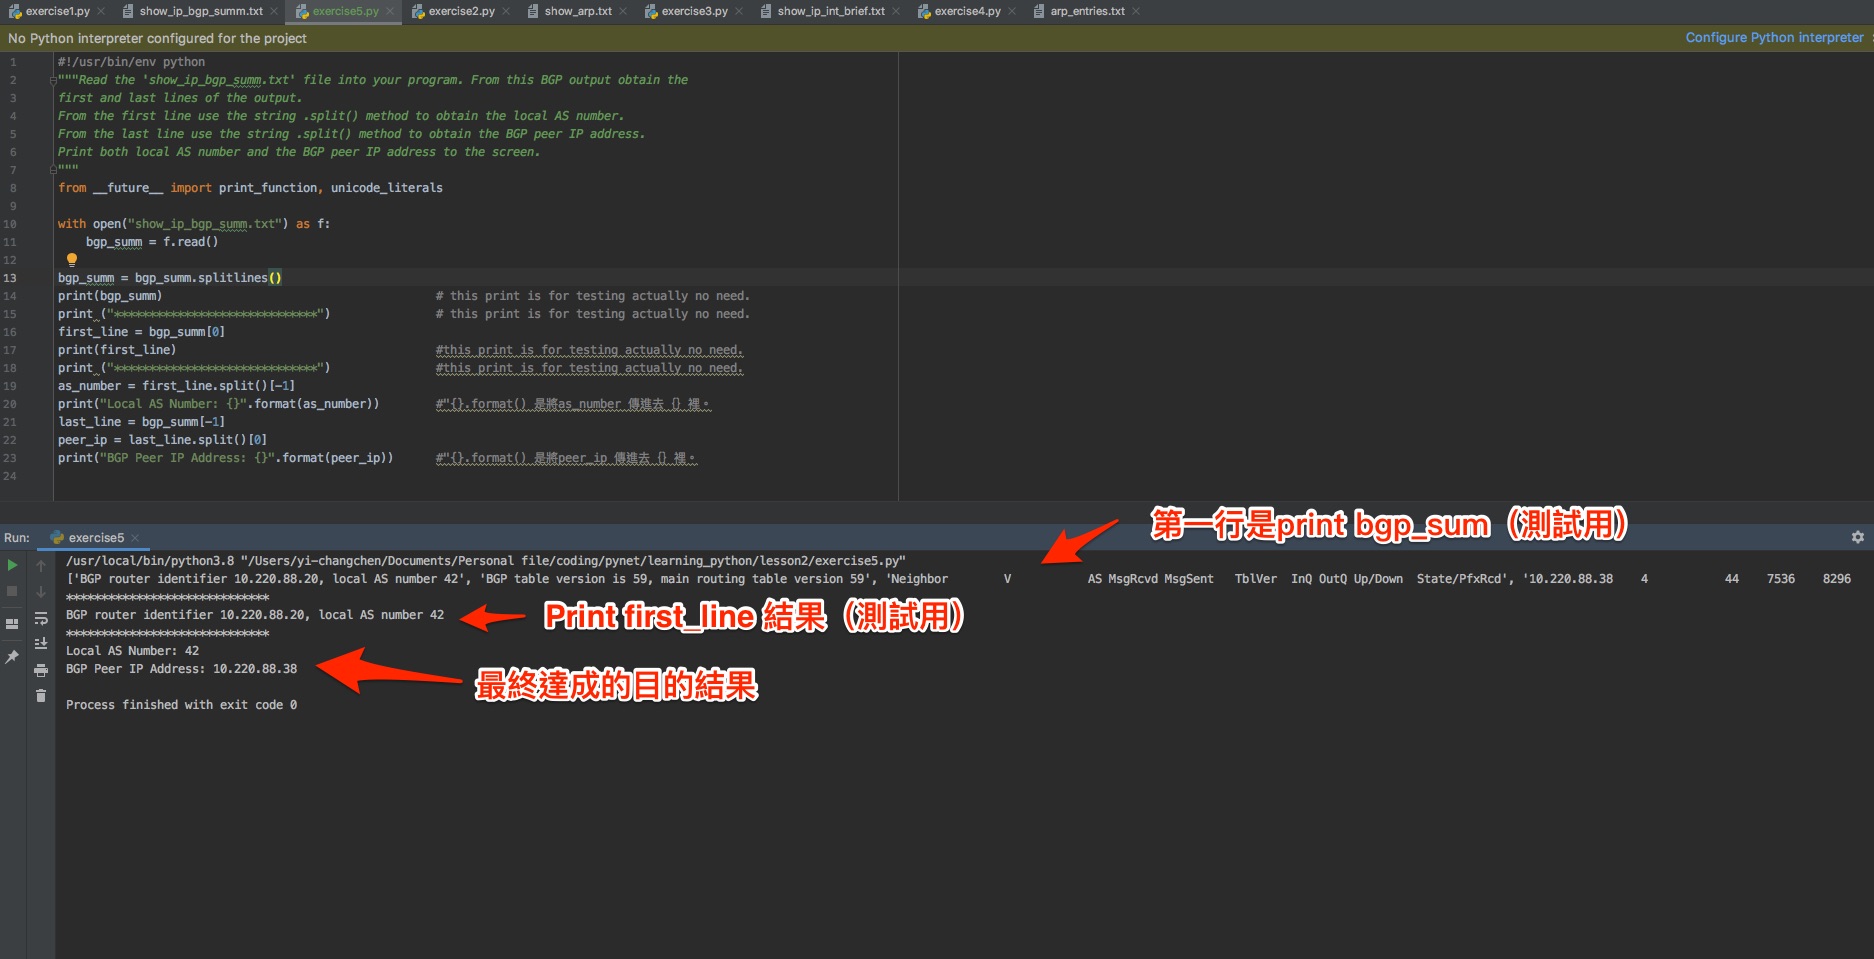 exercise1.py show_ip_bgp_summ.txt exercise5.py exercise2.py show_arp.txt exercise3.py show_ip_int_brief.txt exercise4.py arp_entries.txt
No Python interpreter configured for the project Configure Python interpreter
1 #!/usr/bin/env python
2 """Read the 'show_ip_bgp_summ.txt' file into your program. From this BGP output obtain the
3 first and last lines of the output.
4 From the first line use the string .split() method to obtain the local AS number.
5 From the last line use the string .split() method to obtain the BGP peer IP address.
6 Print both local AS number and the BGP peer IP address to the screen.
7 """
8 from __future__ import print_function, unicode_literals
9
10 with open("show_ip_bgp_summ.txt") as f:
11 bgp_summ = f.read()
12
13 bgp_summ = bgp_summ.splitlines()
14 print(bgp_summ) # this print is for testing actually no need.
15 print ("*****************************") # this print is for testing actually no need.
16 first_line = bgp_summ[0]
17 print(first_line) #this print is for testing actually no need.
18 print ("*****************************") #this print is for testing actually no need.
19 as_number = first_line.split()[-1]
20 print("Local AS Number: {}".format(as_number)) #"{}.format() 是將as_number 傳進去 {} 裡。
21 last_line = bgp_summ[-1]
22 peer_ip = last_line.split()[0]
23 print("BGP Peer IP Address: {}".format(peer_ip)) #"{}.format() 是將peer_ip 傳進去 {} 裡。
24
第一行是print bgp_sum（測試用）
Run: exercise5
/usr/local/bin/python3.8 "/Users/yi-changchen/Documents/Personal file/coding/pynet/learning_python/lesson2/exercise5.py"
['BGP router identifier 10.220.88.20, local AS number 42', 'BGP table version is 59, main routing table version 59', 'Neighbor V AS MsgRcvd MsgSent TblVer InQ OutQ Up/Down State/PfxRcd', '10.220.88.38 4 44 7536 8296
*****************************
BGP router identifier 10.220.88.20, local AS number 42
Print first_line 結果（測試用）
*****************************
Local AS Number: 42
BGP Peer IP Address: 10.220.88.38
最終達成的目的結果
Process finished with exit code 0